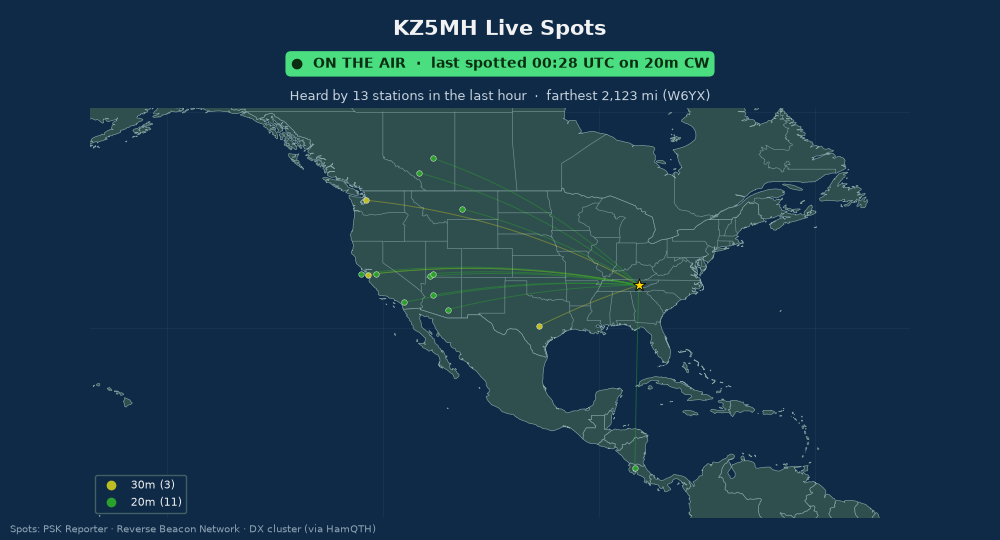 KZ5MH Live Spots
● ON THE AIR · last spotted 00:28 UTC on 20m CW
Heard by 13 stations in the last hour · farthest 2,123 mi (W6YX)
30m (3)
20m (11)
Spots: PSK Reporter · Reverse Beacon Network · DX cluster (via HamQTH)